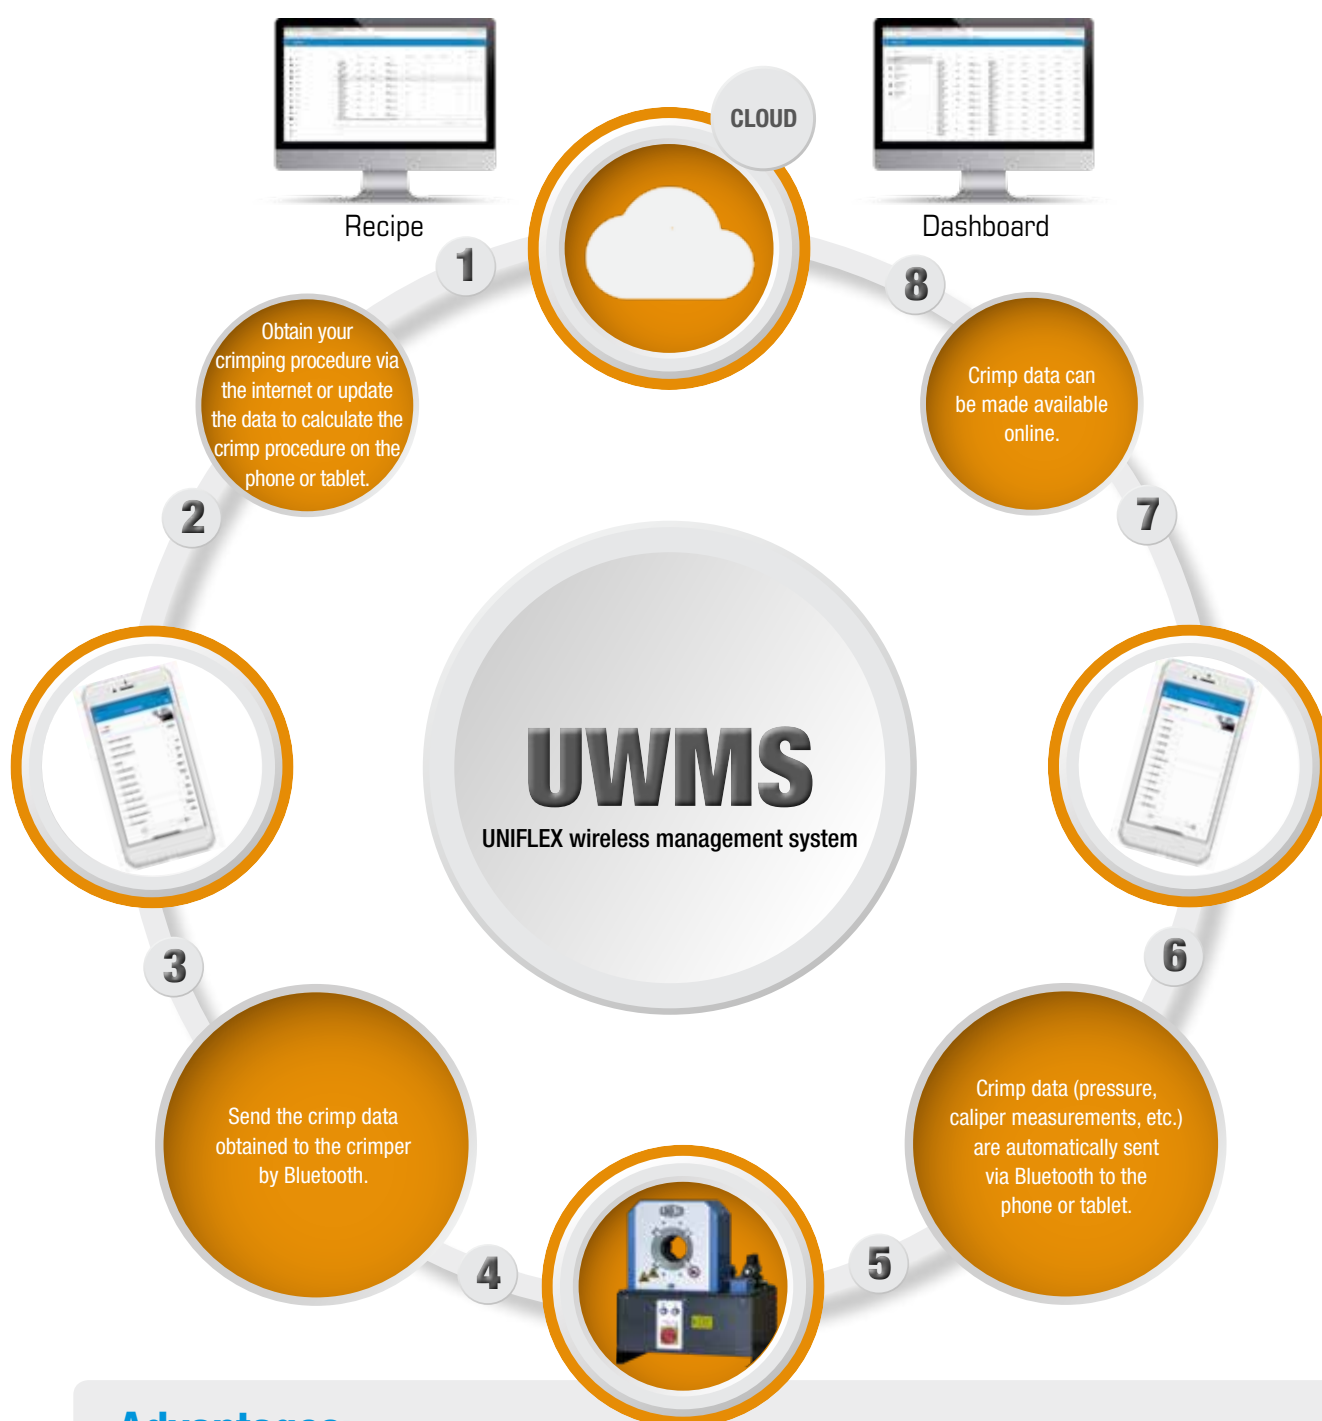 CLOUD
Recipe
Dashboard
1
8
Obtain your
crimping procedure via
the internet or update
the data to calculate the
crimp procedure on the
phone or tablet.
Crimp data can
be made available
online.
2
7
UWMS
UNIFLEX wireless management system
3
6
Send the crimp data
obtained to the crimper
by Bluetooth.
Crimp data (pressure,
caliper measurements, etc.)
are automatically sent
via Bluetooth to the
phone or tablet.
4
5
Advantages